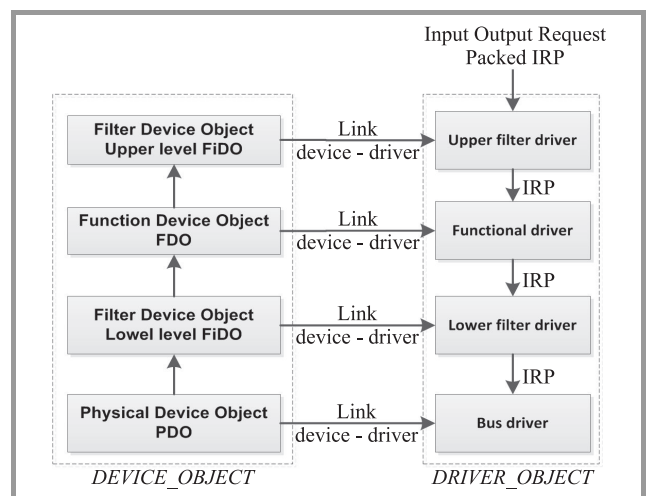 Input Output Request
Packed IRP
Filter Device Object
Upper level FiDO
Link
device - driver
Upper filter driver
IRP
Function Device Object
FDO
Link
device - driver
Functional driver
IRP
Filter Device Object
Lowel level FiDO
Link
device - driver
Lower filter driver
IRP
Physical Device Object
PDO
Link
device - driver
Bus driver
DEVICE_OBJECT
DRIVER_OBJECT